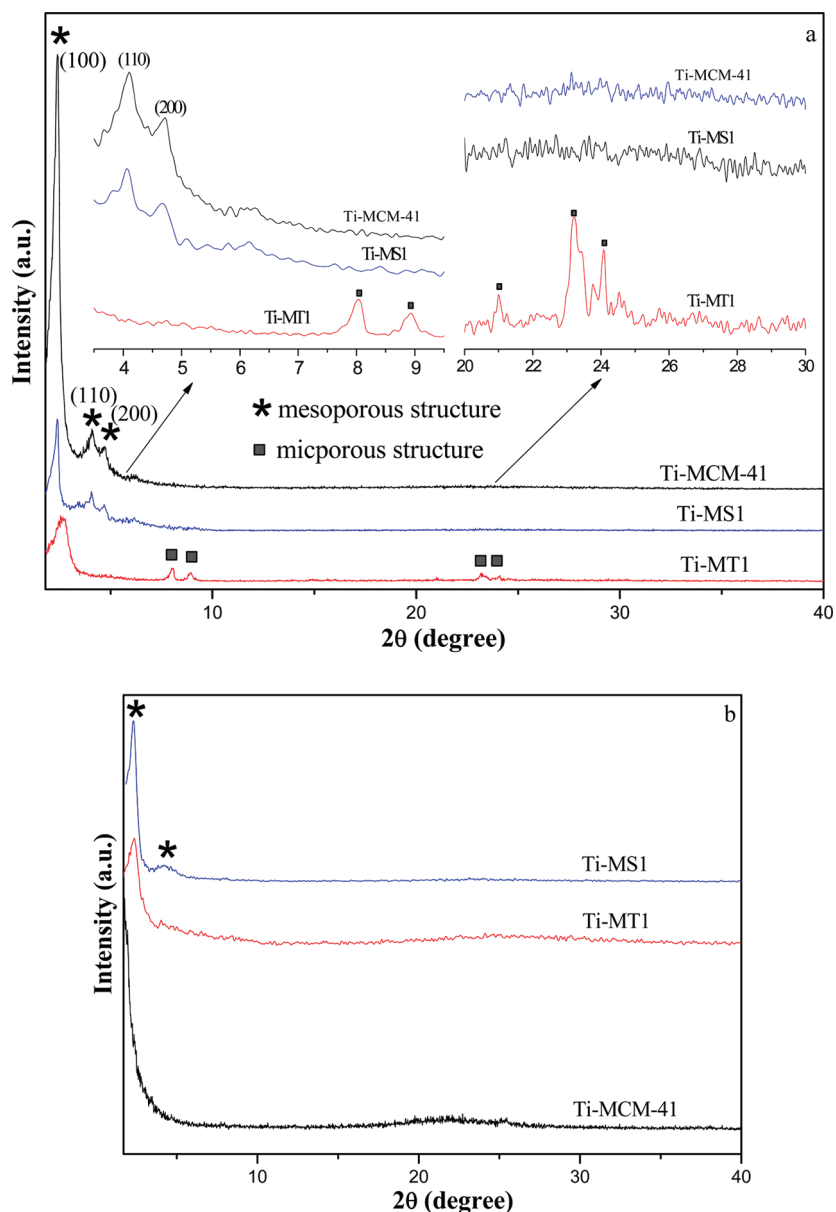 a
*
(100)
(110)
(200)
Ti-MCM-41
Ti-MS1
Ti-MT1
4 5 6 7 8 9
Ti-MCM-41
Ti-MS1
Ti-MT1
20 22 24 26 28 30
(110)
* * (200)
* mesoporous structure
■ micporous structure
Ti-MCM-41
Ti-MS1
Ti-MT1
Intensity (a.u.)
10 20 30 40
2θ (degree)
b
*
*
Ti-MS1
Ti-MT1
Ti-MCM-41
Intensity (a.u.)
10 20 30 40
2θ (degree)